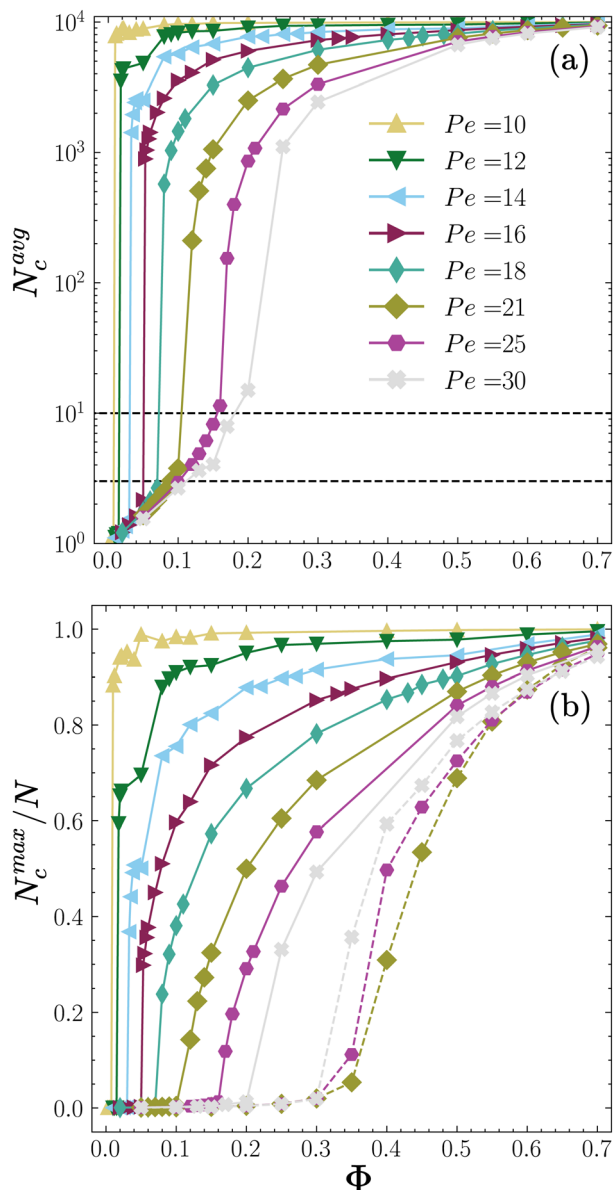 10^4
(a)
Pe = 10
10^3
Pe = 12
Pe = 14
Pe = 16
N_c^{avg}
10^2
Pe = 18
Pe = 21
Pe = 25
Pe = 30
10^1
10^0
0.0 0.1 0.2 0.3 0.4 0.5 0.6 0.7
1.0
(b)
0.8
0.6
N_c^{max}/N
0.4
0.2
0.0
0.0 0.1 0.2 0.3 0.4 0.5 0.6 0.7
Φ